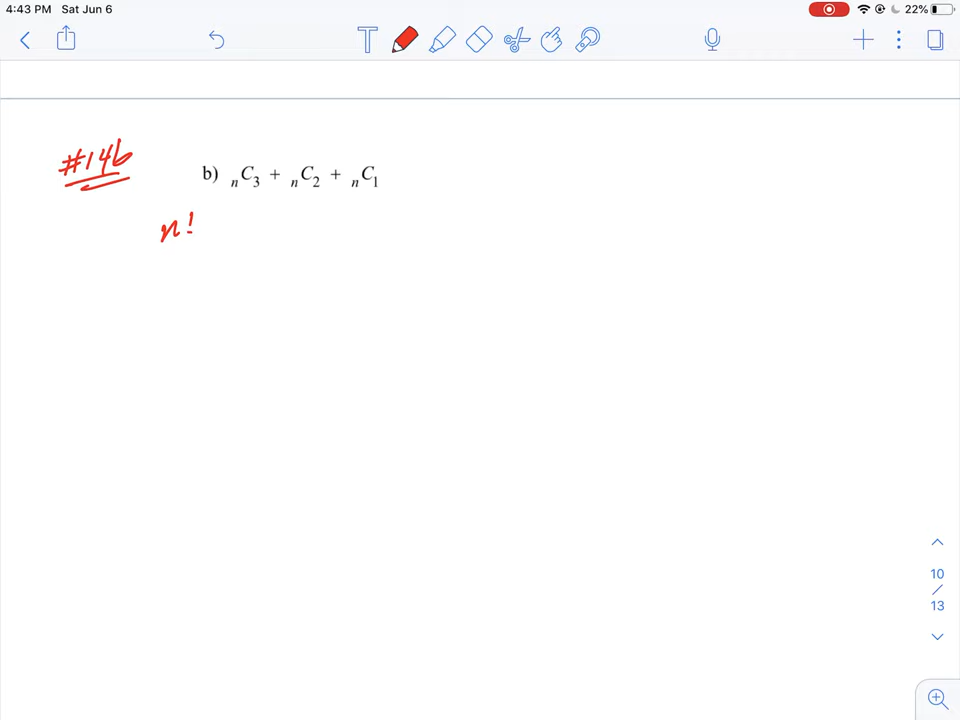 4:43 PM Sat Jun 6 22%
T
#14b
b) ₙC₃ + ₙC₂ + ₙC₁
n!
10
/
13